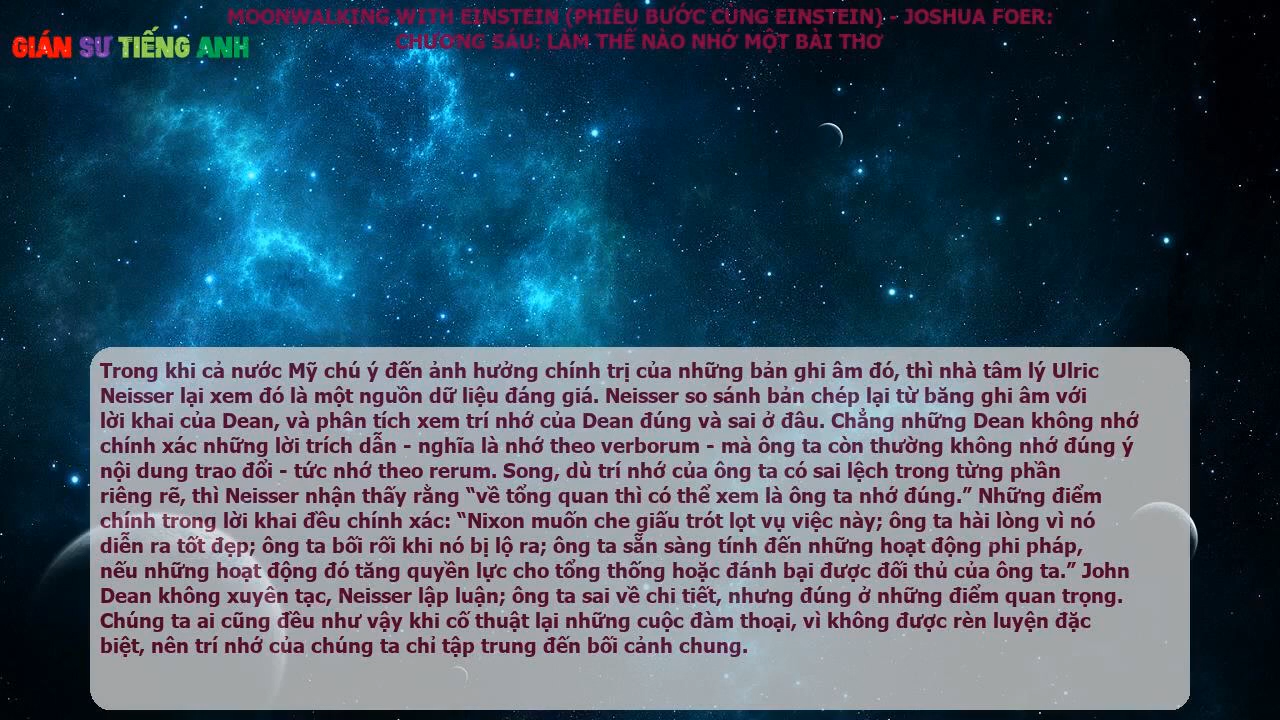 MOONWALKING WITH EINSTEIN (PHIÊU BƯỚC CÙNG EINSTEIN) - JOSHUA FOER:
CHƯƠNG SÁU: LÀM THẾ NÀO NHỚ MỘT BÀI THƠ
GIÁN SƯ TIẾNG ANH
Trong khi cả nước Mỹ chú ý đến ảnh hưởng chính trị của những bản ghi âm đó, thì nhà tâm lý Ulric
Neisser lại xem đó là một nguồn dữ liệu đáng giá. Neisser so sánh bản chép lại từ băng ghi âm với
lời khai của Dean, và phân tích xem trí nhớ của Dean đúng và sai ở đâu. Chẳng những Dean không nhớ
chính xác những lời trích dẫn - nghĩa là nhớ theo verborum - mà ông ta còn thường không nhớ đúng ý
nội dung trao đổi - tức nhớ theo rerum. Song, dù trí nhớ của ông ta có sai lệch trong từng phần
riêng rẽ, thì Neisser nhận thấy rằng “về tổng quan thì có thể xem là ông ta nhớ đúng.” Những điểm
chính trong lời khai đều chính xác: “Nixon muốn che giấu trót lọt vụ việc này; ông ta hài lòng vì nó
diễn ra tốt đẹp; ông ta bối rối khi nó bị lộ ra; ông ta sẵn sàng tính đến những hoạt động phi pháp,
nếu những hoạt động đó tăng quyền lực cho tổng thống hoặc đánh bại được đối thủ của ông ta.” John
Dean không xuyên tạc, Neisser lập luận; ông ta sai về chi tiết, nhưng đúng ở những điểm quan trọng.
Chúng ta ai cũng đều như vậy khi cố thuật lại những cuộc đàm thoại, vì không được rèn luyện đặc
biệt, nên trí nhớ của chúng ta chỉ tập trung đến bối cảnh chung.